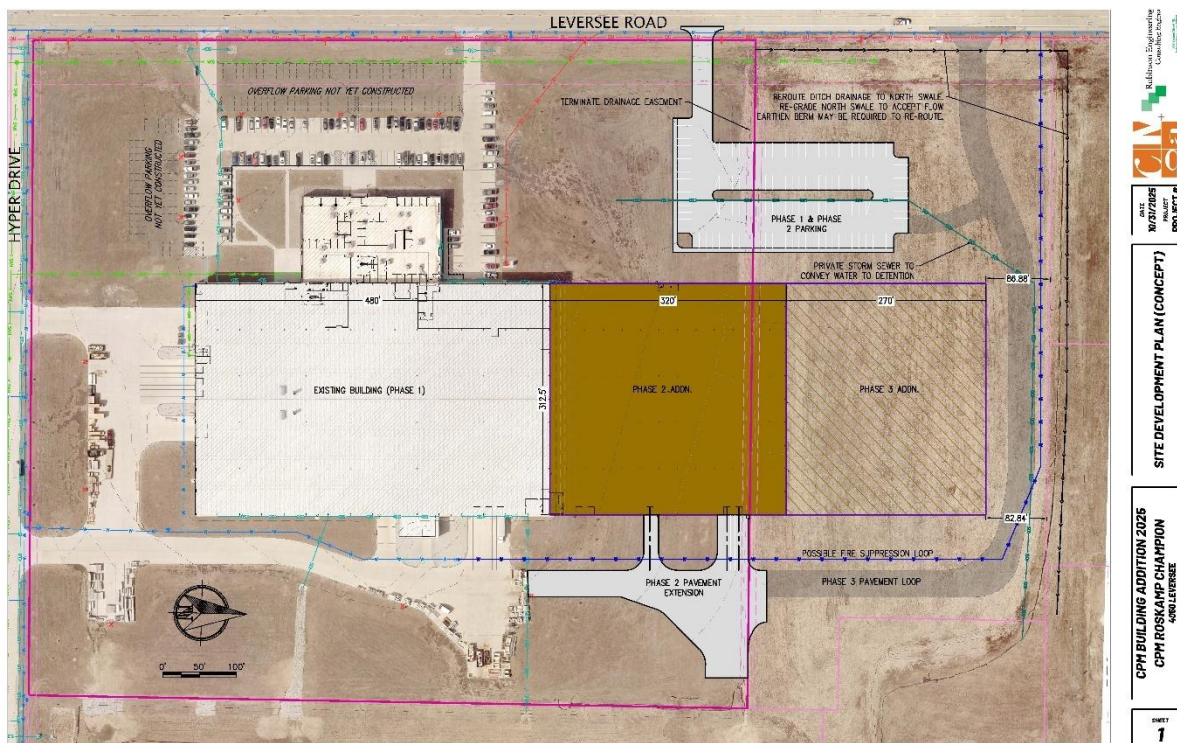 LEVERSEE ROAD
HYPER DRIVE
OVERFLOW PARKING NOT YET CONSTRUCTED
OVERFLOW PARKING
NOT YET CONSTRUCTED
TERMINATE DRAINAGE EASEMENT
REROUTE DITCH DRAINAGE TO NORTH SWALE.
RE-GRADE NORTH SWALE TO ACCEPT FLOW.
EARTHEN BERM MAY BE REQUIRED TO RE-ROUTE.
PHASE 1 & PHASE
2 PARKING
PRIVATE STORM SEWER TO
CONVEY WATER TO DETENTION
86.88'
480'
320'
270'
EXISTING BUILDING (PHASE 1)
312.5'
PHASE 2 ADDN.
PHASE 3 ADDN.
82.84'
POSSIBLE FIRE SUPPRESSION LOOP
PHASE 2 PAVEMENT
EXTENSION
PHASE 3 PAVEMENT LOOP
0' 50' 100'
Robinson Engineering
Consulting Engineers
DATE
10/31/2025
PROJECT
PROJECT #
SITE DEVELOPMENT PLAN (CONCEPT)
CPM BUILDING ADDITION 2025
CPM ROSKAMP CHAMPION
4050 LEVERSEE
SHEET
1